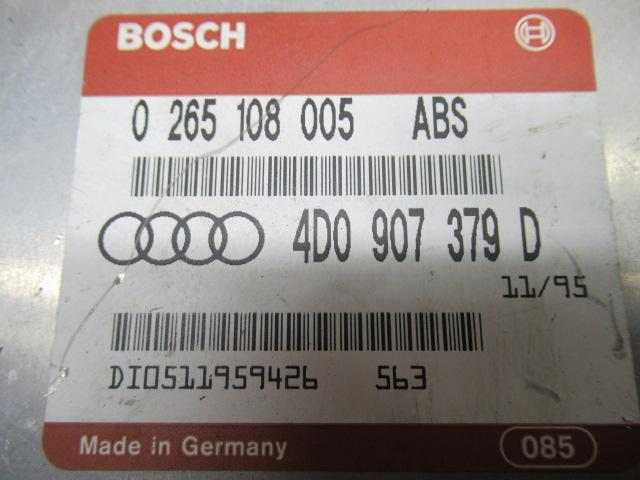 BOSCH
0 265 108 005 ABS
4D0 907 379 D
11/95
DI0511959426 563
Made in Germany 085